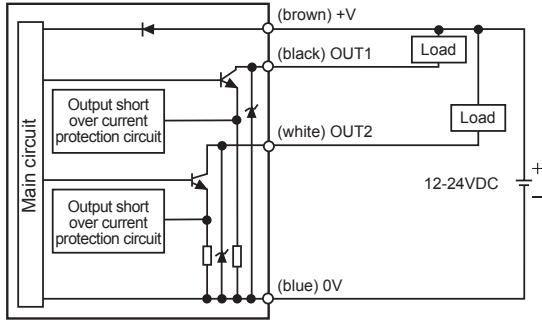 (brown) +V
(black) OUT1
Load
Output short
over current
protection circuit
Main circuit
(white) OUT2
Load
12-24VDC
+
−
Output short
over current
protection circuit
(blue) 0V